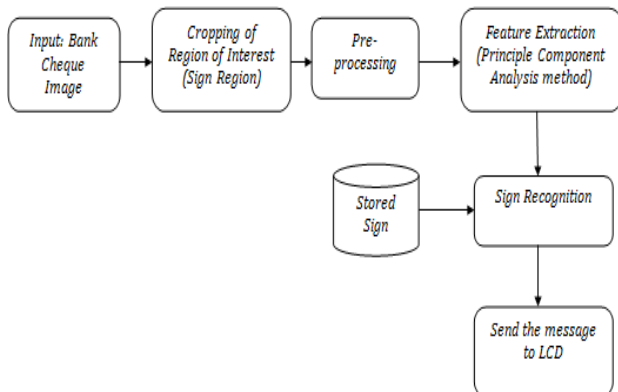 Input: Bank
Cheque
Image
Cropping of
Region of Interest
(Sign Region)
Pre-
processing
Feature Extraction
(Principle Component
Analysis method)
Stored
Sign
Sign Recognition
Send the message
to LCD